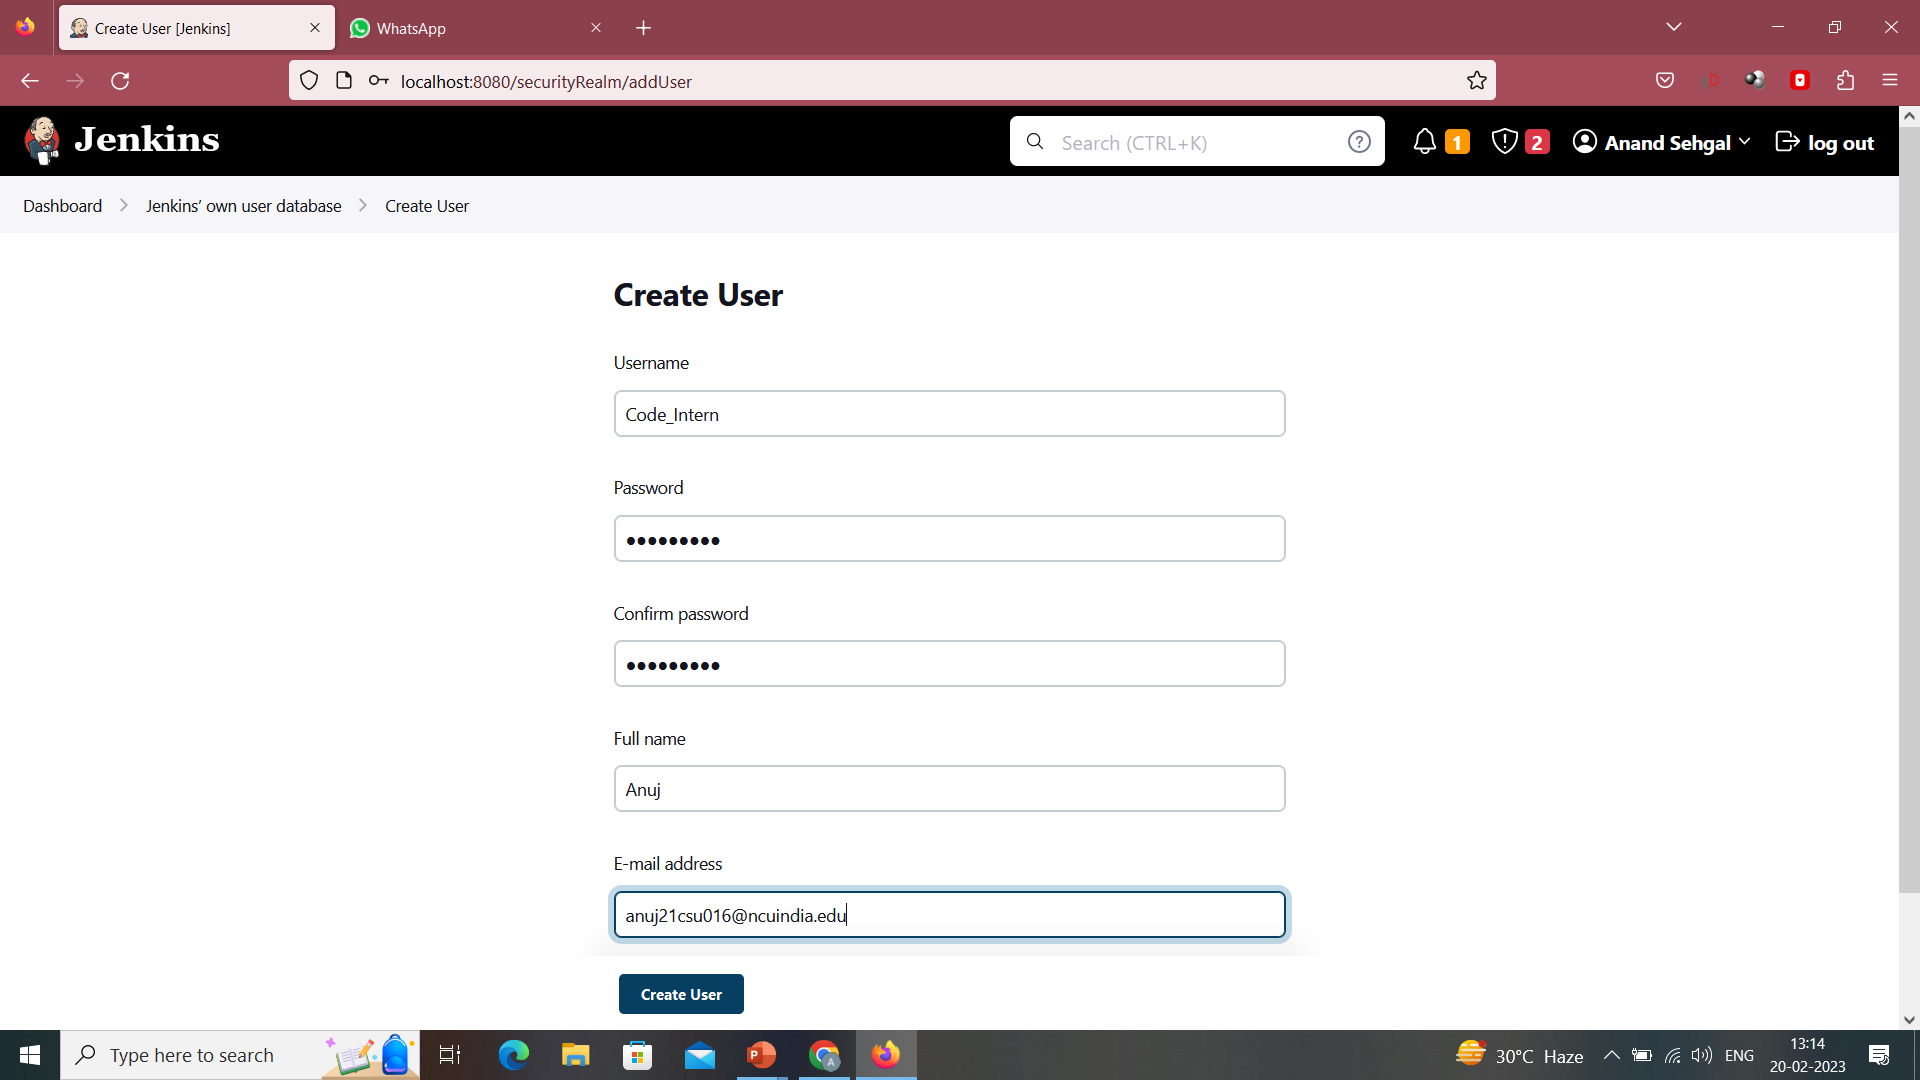 Create User [Jenkins]
WhatsApp
localhost:8080/securityRealm/addUser
Jenkins
Search (CTRL+K)
1
2
Anand Sehgal
log out
Dashboard
Jenkins’ own user database
Create User
Create User
Username
Code_Intern
Password
•••••••••
Confirm password
•••••••••
Full name
Anuj
E-mail address
anuj21csu016@ncuindia.edu
Create User
Type here to search
30°C Haze
ENG
13:14
20-02-2023